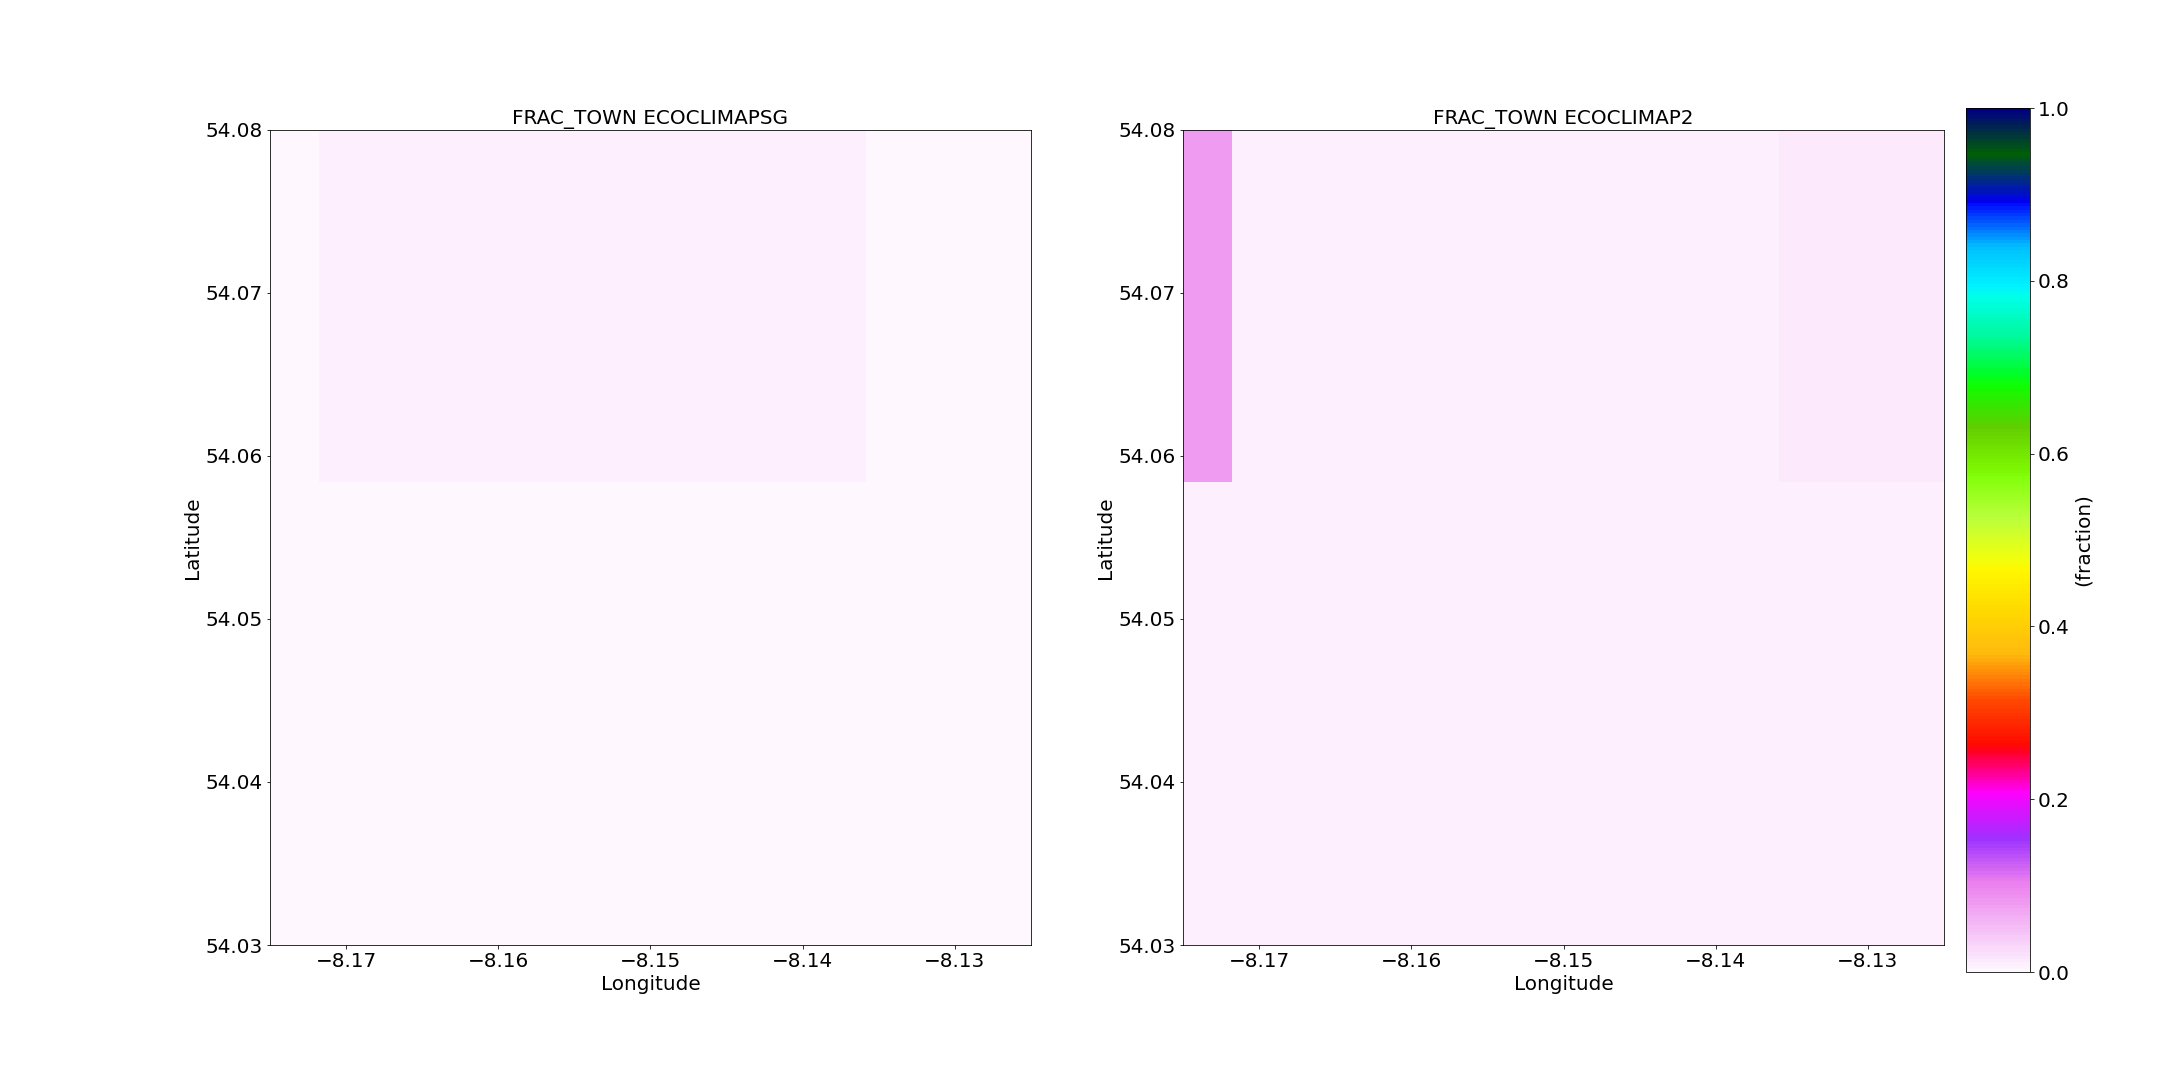 FRAC_TOWN ECOCLIMAPSG
54.08
54.07
54.06
54.05
54.04
54.03
Latitude
−8.17 −8.16 −8.15 −8.14 −8.13
Longitude
FRAC_TOWN ECOCLIMAP2
54.08
54.07
54.06
54.05
54.04
54.03
Latitude
−8.17 −8.16 −8.15 −8.14 −8.13
Longitude
1.0
0.8
0.6
0.4
0.2
0.0
(fraction)